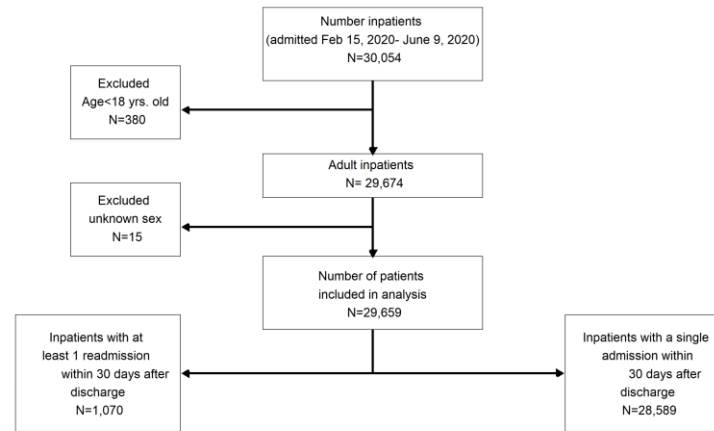 Number inpatients
(admitted Feb 15, 2020- June 9, 2020)
N=30,054
Excluded
Age<18 yrs. old
N=380
Adult inpatients
N= 29,674
Excluded
unknown sex
N=15
Number of patients
included in analysis
N=29,659
Inpatients with at
least 1 readmission
within 30 days after
discharge
N=1,070
Inpatients with a single
admission within
30 days after
discharge
N=28,589